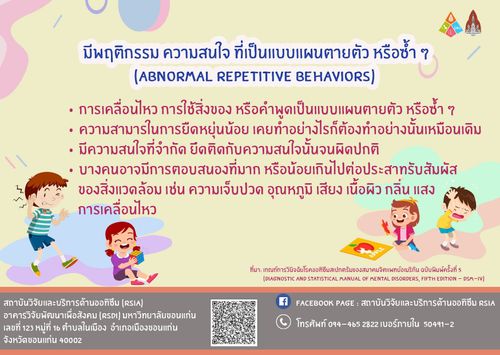 มีพฤติกรรม ความสนใจ ที่เป็นแบบแผนตายตัว หรือซ้ำ ๆ
(ABNORMAL REPETITIVE BEHAVIORS)
• การเคลื่อนไหว การใช้สิ่งของ หรือคำพูดเป็นแบบแผนตายตัว หรือซ้ำ ๆ
• ความสามารในการยืดหยุ่นน้อย เคยทำอย่างไรก็ต้องทำอย่างนั้นเหมือนเดิม
• มีความสนใจที่จำกัด ยึดติดกับความสนใจนั้นจนผิดปกติ
• บางคนอาจมีการตอบสนองที่มาก หรือน้อยเกินไปต่อประสาทรับสัมผัส
ของสิ่งแวดล้อม เช่น ความเจ็บปวด อุณหภูมิ เสียง เนื้อผิว กลิ่น แสง
การเคลื่อนไหว
ที่มา: เกณฑ์การวินิจฉัยโรคออทิซึมสเปกตรัมของสมาคมจิตแพทย์อเมริกัน ฉบับพิมพ์ครั้งที่ 5
(DIAGNOSTIC AND STATISTICAL MANUAL OF MENTAL DISORDERS, FIFTH EDITION – DSM-IV)
สถาบันวิจัยและบริการด้านออทิซึม (RSIA)
อาคารวิจัยพัฒนาเพื่อสังคม (RSDI) มหาวิทยาลัยขอนแก่น
เลขที่ 123 หมู่ที่ 16 ตำบลในเมือง อำเภอเมืองขอนแก่น
จังหวัดขอนแก่น 40002
FACEBOOK PAGE : สถาบันวิจัยและบริการด้านออทิซึม RSIA
โทรศัพท์ 094-465 2822 เบอร์ภายใน 50491-2